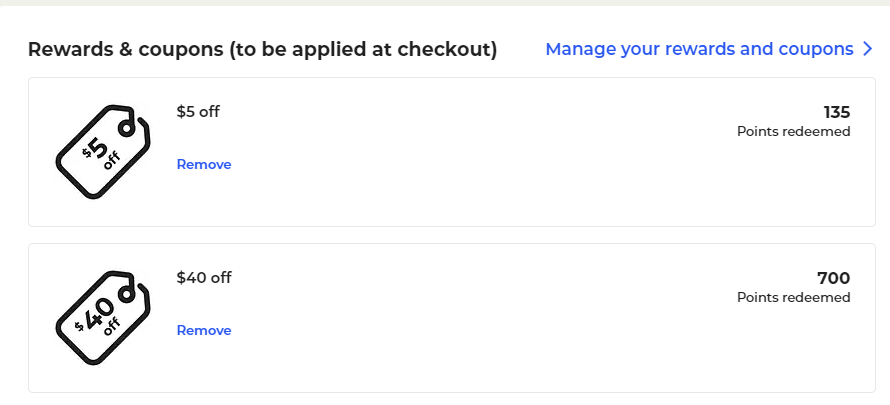 Rewards & coupons (to be applied at checkout)
Manage your rewards and coupons
$5 off
$5 off
135
Points redeemed
Remove
$40 off
$40 off
700
Points redeemed
Remove